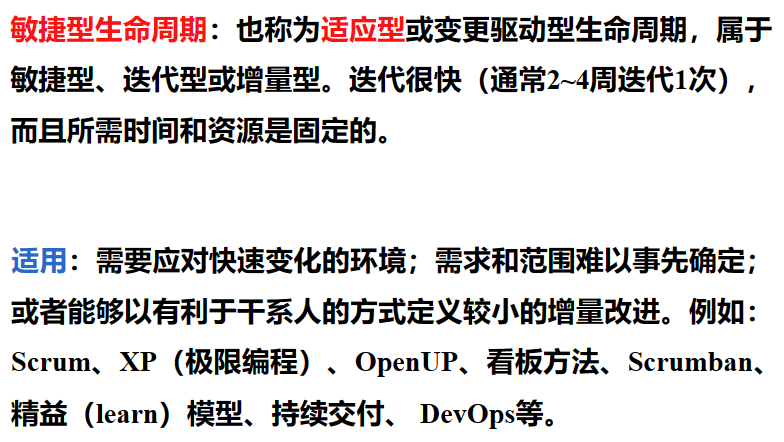 敏捷型生命周期：也称为适应型或变更驱动型生命周期，属于
敏捷型、迭代型或增量型。迭代很快（通常2~4周迭代1次），
而且所需时间和资源是固定的。
适用：需要应对快速变化的环境；需求和范围难以事先确定；
或者能够以有利于干系人的方式定义较小的增量改进。例如：
Scrum、XP（极限编程）、OpenUP、看板方法、Scrumban、
精益（learn）模型、持续交付、 DevOps等。